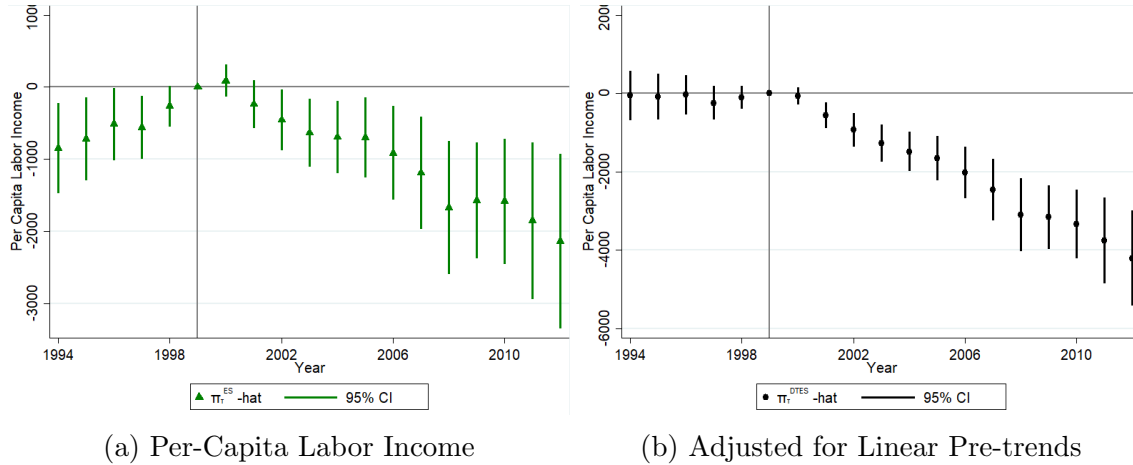 Per-Capita Labor Income
1000
0
-1000
-2000
-3000
1994
1998
2002
2006
2010
Year
πτ^ES -hat
95% CI
(a) Per-Capita Labor Income
Per Capita Labor Income
2000
0
-2000
-4000
-6000
1994
1998
2002
2006
2010
Year
πτ^DTES -hat
95% CI
(b) Adjusted for Linear Pre-trends